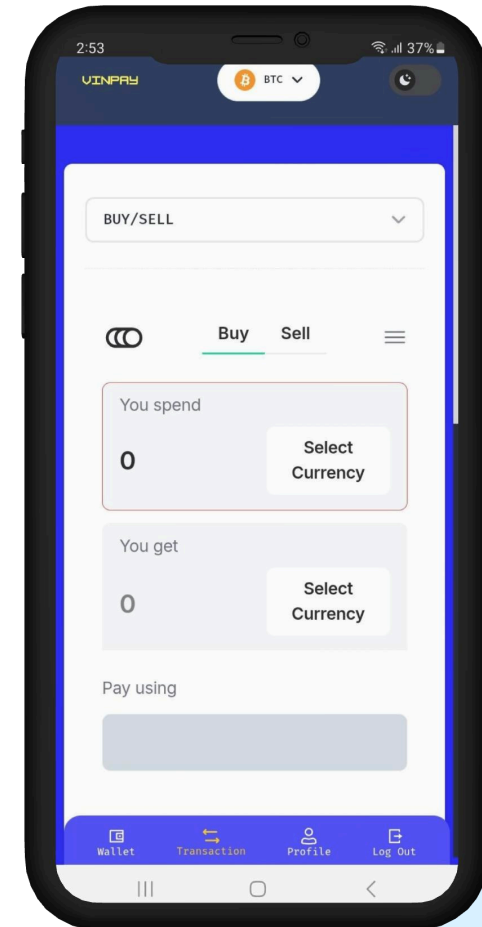 2:53 37%
VINPAY BTC
BUY/SELL
Buy Sell
You spend
0 Select
Currency
You get
0 Select
Currency
Pay using
Wallet Transaction Profile Log Out